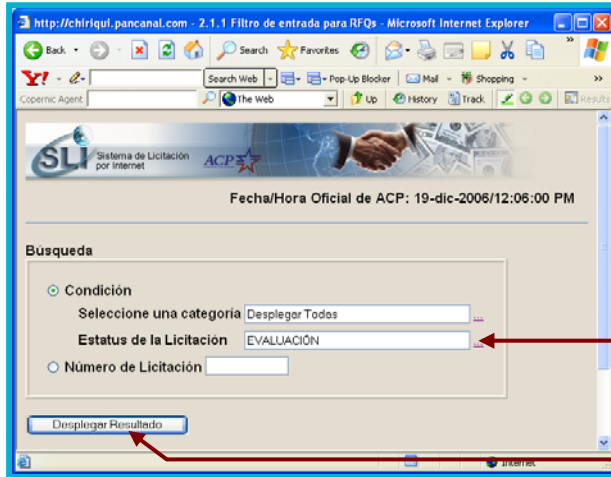 http://chiriqui.pancanal.com - 2.1.1 Filtro de entrada para RFQs - Microsoft Internet Explorer
Back Search Favorites
Y! Search Web Pop-Up Blocker Mail Shopping
Copernic Agent The Web Up History Track Results
SLI Sistema de Licitación por Internet ACP
Fecha/Hora Oficial de ACP: 19-dic-2006/12:06:00 PM
Búsqueda
Condición
Seleccione una categoría Desplegar Todas ...
Estatus de la Licitación EVALUACIÓN ...
Número de Licitación
Desplegar Resultado
Internet